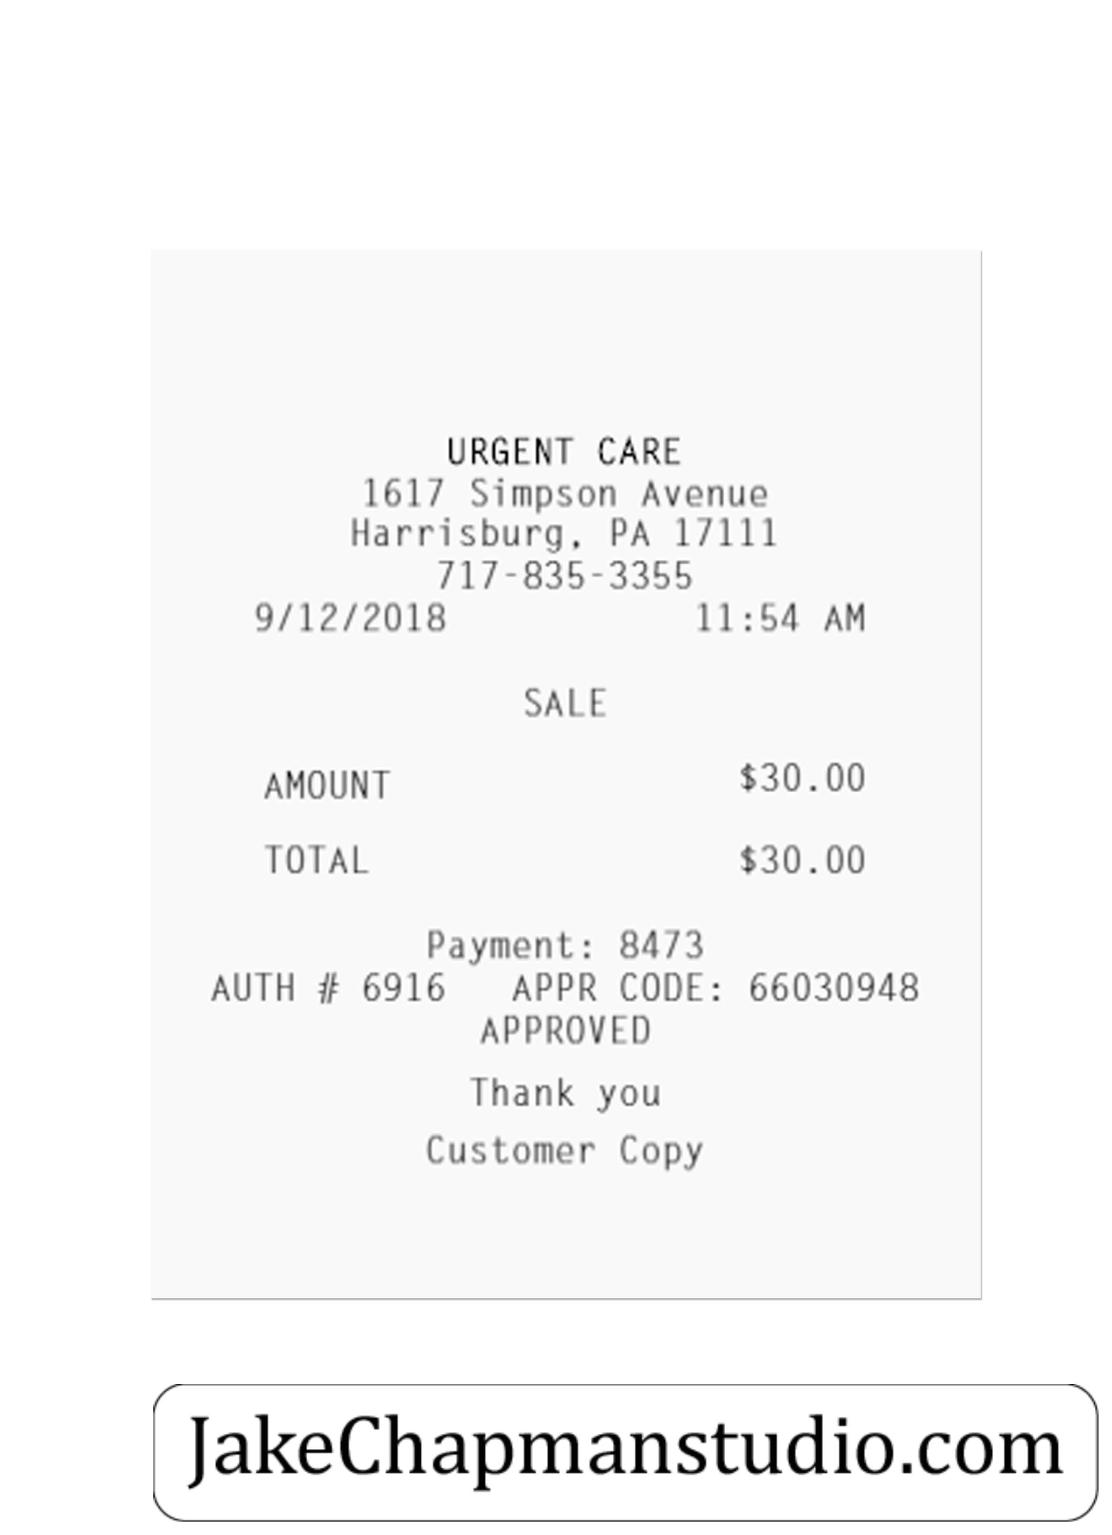 URGENT CARE
1617 Simpson Avenue
Harrisburg, PA 17111
717-835-3355
9/12/2018 11:54 AM
SALE
AMOUNT $30.00
TOTAL $30.00
Payment: 8473
AUTH # 6916 APPR CODE: 66030948
APPROVED
Thank you
Customer Copy
JakeChapmanstudio.com